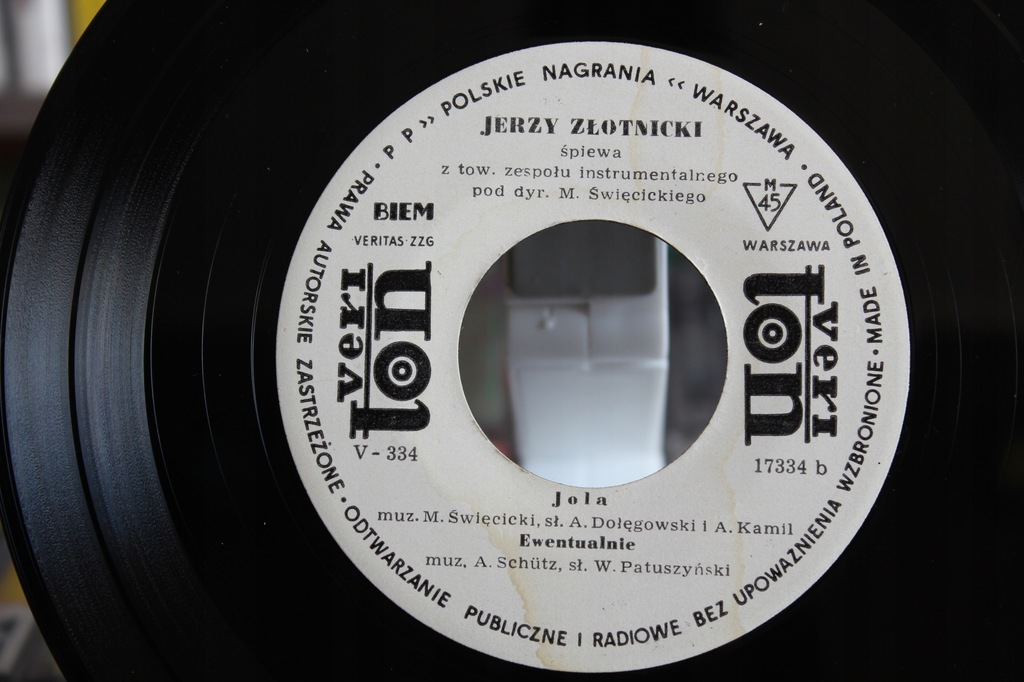 P P ›› POLSKIE NAGRANIA ‹‹ WARSZAWA · MADE IN POLAND ·
PRAWA AUTORSKIE ZASTRZEŻONE · ODTWARZANIE PUBLICZNE I RADIOWE BEZ UPOWAŻNIENIA WZBRONIONE ·
JERZY ZŁOTNICKI
śpiewa
z tow. zespołu instrumentalnego
pod dyr. M. Święcickiego
BIEM
VERITAS·ZZG
M
45
WARSZAWA
veri
ton
veri
ton
V - 334
17334 b
Jola
muz. M. Święcicki, sł. A. Dołęgowski i A. Kamil
Ewentualnie
muz. A. Schütz, sł. W. Patuszyński